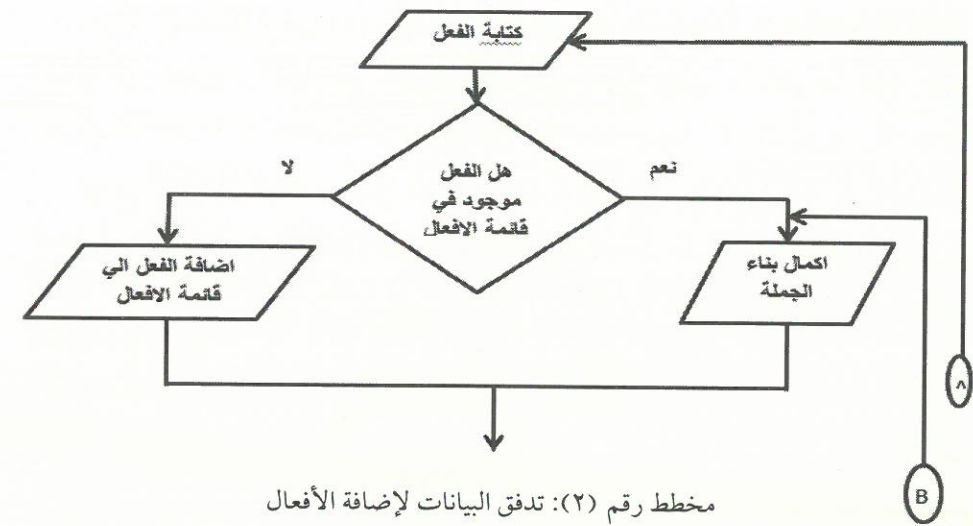 كتابة الفعل
هل الفعل
موجود في
قائمة الافعال
نعم
لا
اكمال بناء
الجملة
اضافة الفعل الي
قائمة الافعال
A
B
مخطط رقم (٢): تدفق البيانات لإضافة الأفعال